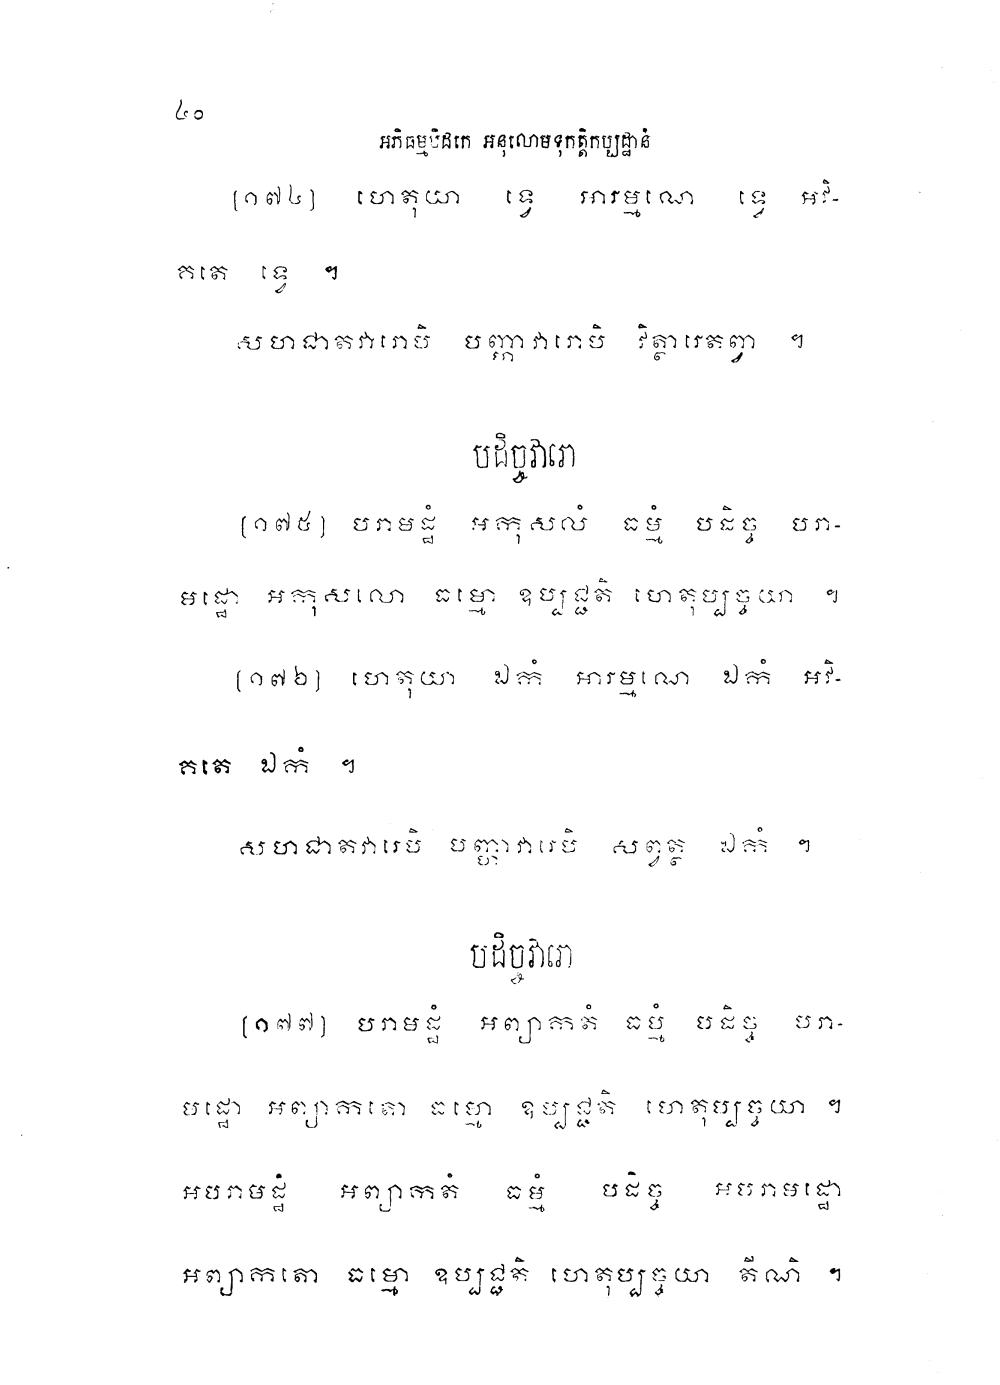 ៤០
អភិធម្មបិដកេ អនុលោមទុកត្តិកប្បដ្ឋានំ
[១៧៤] ហេតុយា ទ្វេ អារម្មណេ ទ្វេ អវិ-
គតេ ទ្វេ ។
សហជាតវារោបិ បញ្ហាវារោបិ វិត្ថារេតព្វា ។
បដិច្ចវារោ
[១៧៥] បរាមដ្ឋំ អកុសលំ ធម្មំ បដិច្ច បរា-
មដ្ឋោ អកុសលោ ធម្មោ ឧប្បជ្ជតិ ហេតុប្បច្ចយា ។
[១៧៦] ហេតុយា ឯកំ អារម្មណេ ឯកំ អវិ-
គតេ ឯកំ ។
សហជាតវារេបិ បញ្ហាវារេបិ សព្វត្ថ ឯកំ ។
បដិច្ចវារោ
[១៧៧] បរាមដ្ឋំ អព្យាកតំ ធម្មំ បដិច្ច បរា-
មដ្ឋោ អព្យាកតោ ធម្មោ ឧប្បជ្ជតិ ហេតុប្បច្ចយា ។
អបរាមដ្ឋំ អព្យាកតំ ធម្មំ បដិច្ច អបរាមដ្ឋោ
អព្យាកតោ ធម្មោ ឧប្បជ្ជតិ ហេតុប្បច្ចយា តីណិ ។